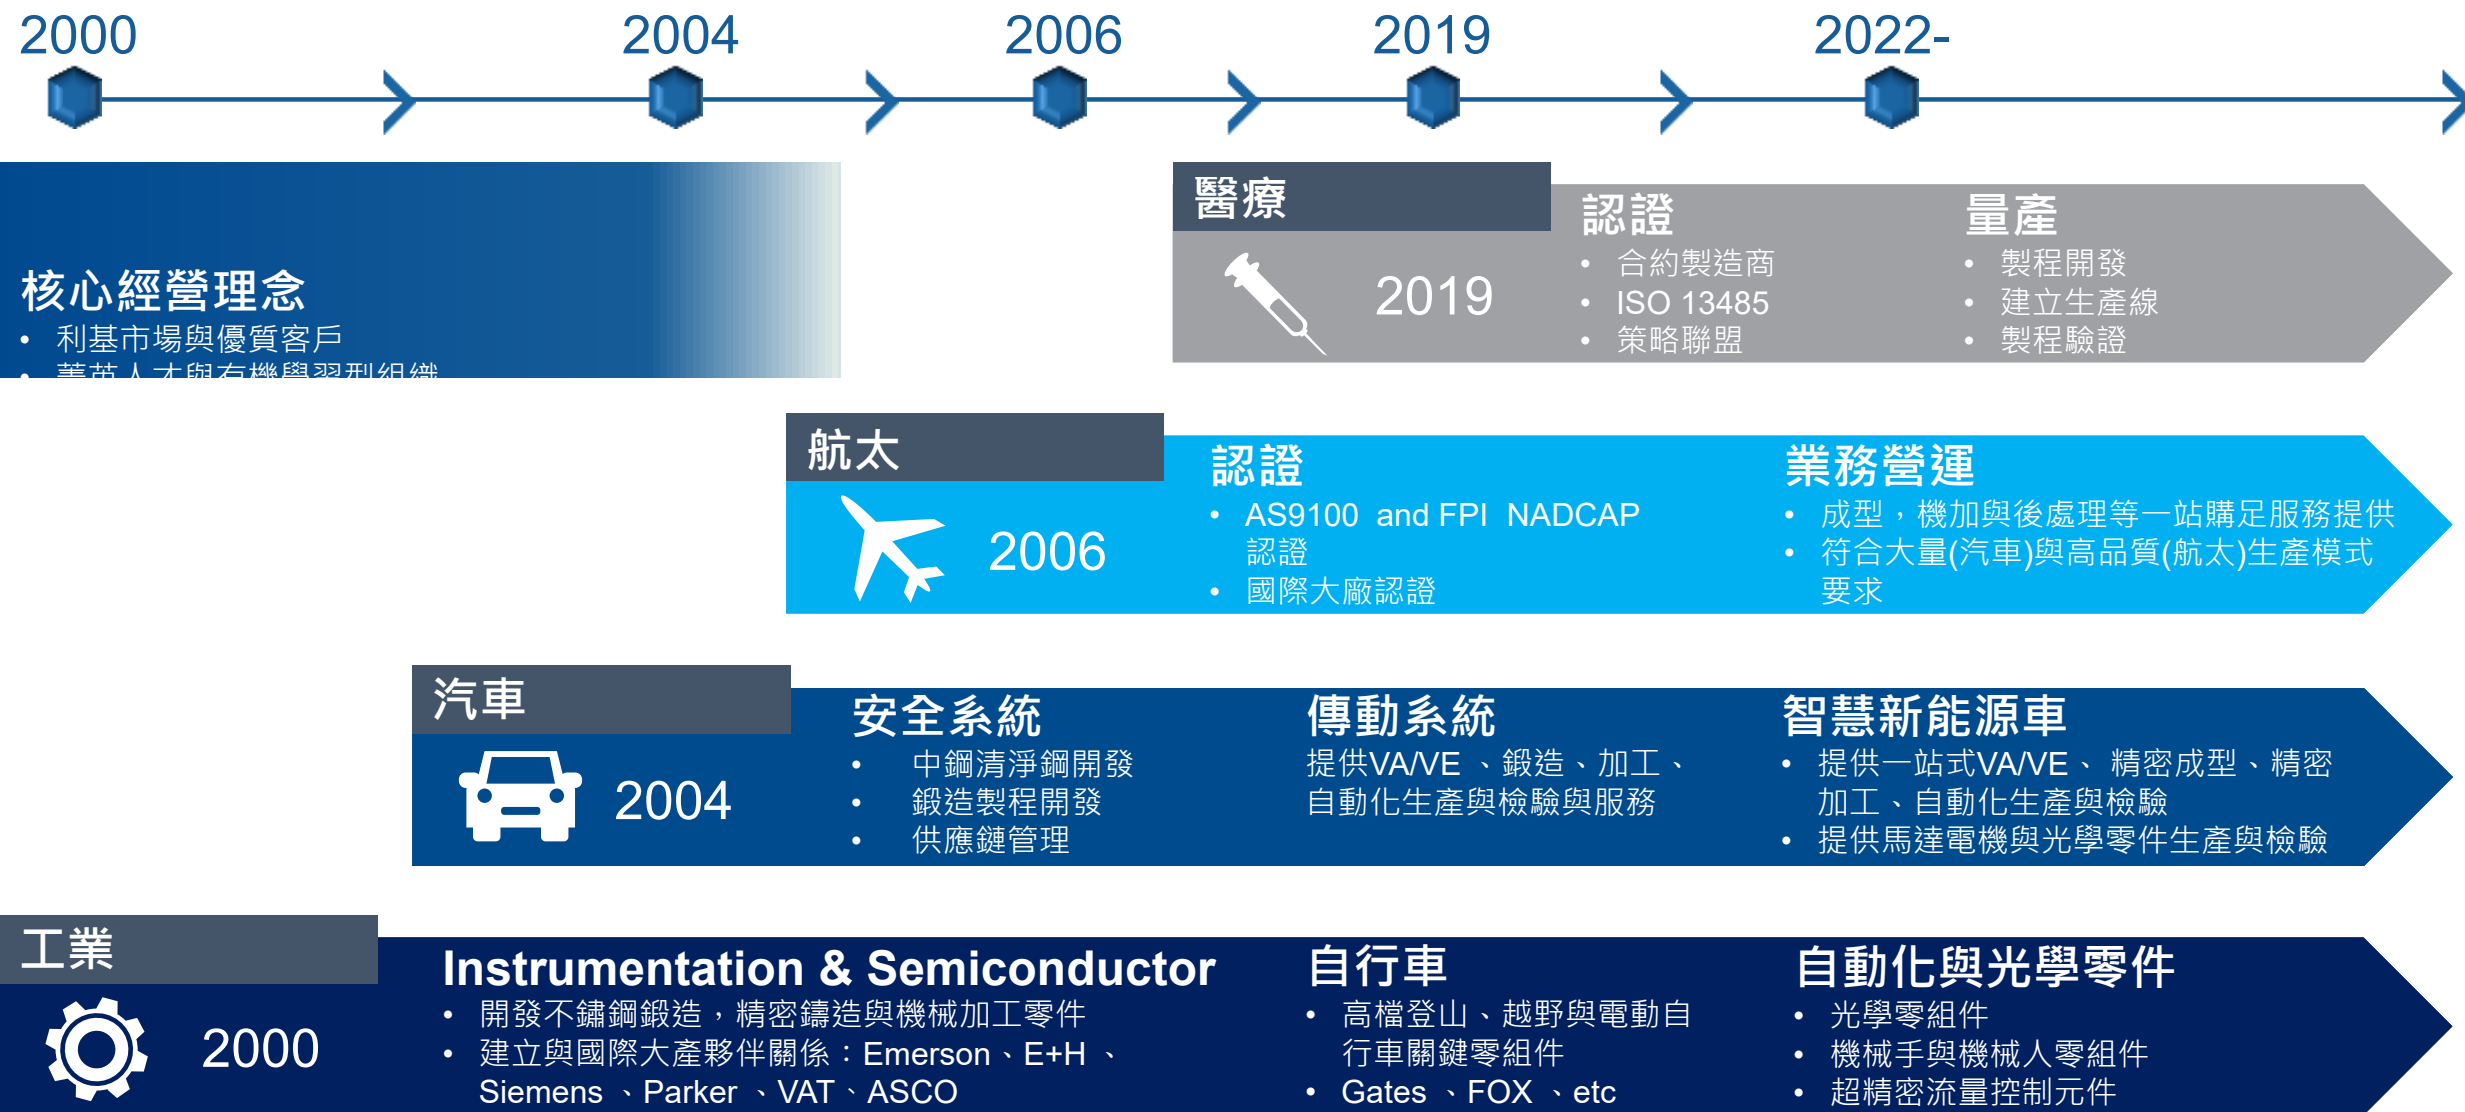 2000
2004
2006
2019
2022-
核心經營理念
• 利基市場與優質客戶
• 菁英人才與有機學習型組織
醫療
2019
認證
• 合約製造商
• ISO 13485
• 策略聯盟
量產
• 製程開發
• 建立生產線
• 製程驗證
航太
2006
認證
• AS9100 and FPI NADCAP
認證
• 國際大廠認證
業務營運
• 成型，機加與後處理等一站購足服務提供
• 符合大量(汽車)與高品質(航太)生產模式
要求
汽車
2004
安全系統
• 中鋼清淨鋼開發
• 鍛造製程開發
• 供應鏈管理
傳動系統
提供VA/VE 、鍛造、加工、
自動化生產與檢驗與服務
智慧新能源車
• 提供一站式VA/VE、 精密成型、精密
加工、自動化生產與檢驗
• 提供馬達電機與光學零件生產與檢驗
工業
2000
Instrumentation & Semiconductor
• 開發不鏽鋼鍛造，精密鑄造與機械加工零件
• 建立與國際大產夥伴關係：Emerson、E+H 、
Siemens 、Parker 、VAT、ASCO
自行車
• 高檔登山、越野與電動自
行車關鍵零組件
• Gates 、FOX 、etc
自動化與光學零件
• 光學零組件
• 機械手與機械人零組件
• 超精密流量控制元件